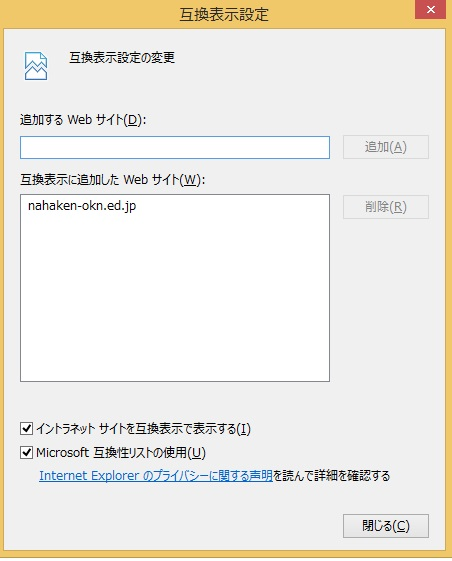 互換表示設定
互換表示設定の変更
追加する Web サイト(D):
追加(A)
互換表示に追加した Web サイト(W):
nahaken-okn.ed.jp
削除(R)
イントラネット サイトを互換表示で表示する(I)
Microsoft 互換性リストの使用(U)
Internet Explorer のプライバシーに関する声明を読んで詳細を確認する
閉じる(C)